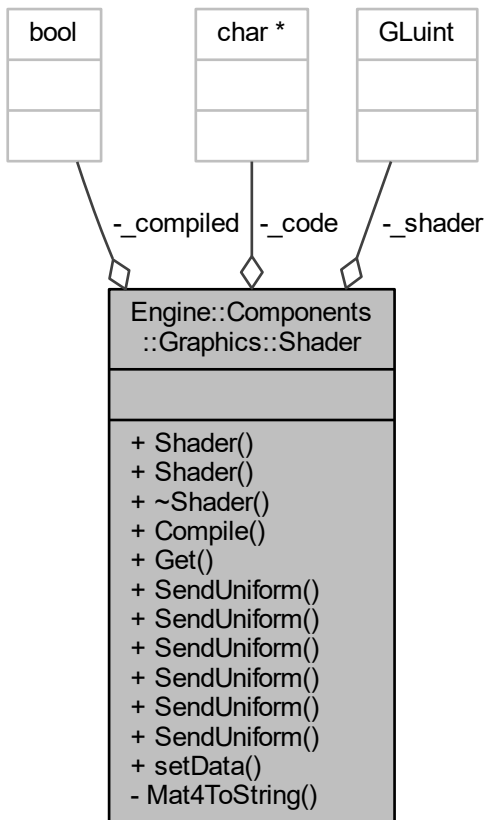 bool
char *
GLuint
-_compiled
-_code
-_shader
Engine::Components
::Graphics::Shader
+ Shader()
+ Shader()
+ ~Shader()
+ Compile()
+ Get()
+ SendUniform()
+ SendUniform()
+ SendUniform()
+ SendUniform()
+ SendUniform()
+ SendUniform()
+ setData()
- Mat4ToString()